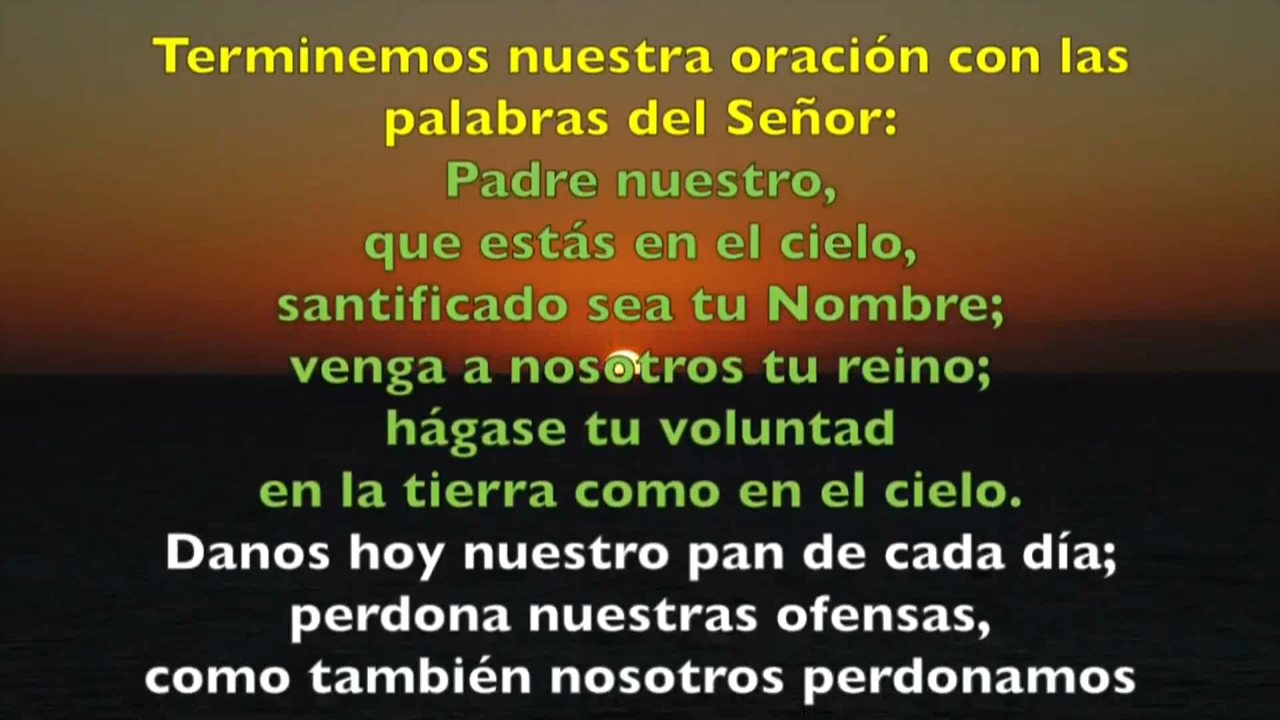 Terminemos nuestra oración con las
palabras del Señor:
Padre nuestro,
que estás en el cielo,
santificado sea tu Nombre;
venga a nosotros tu reino;
hágase tu voluntad
en la tierra como en el cielo.
Danos hoy nuestro pan de cada día;
perdona nuestras ofensas,
como también nosotros perdonamos